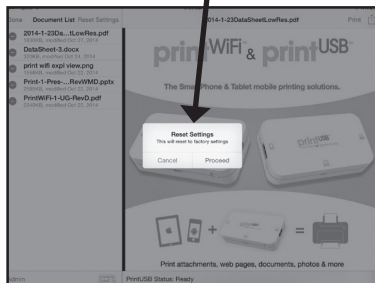 Done Document List Reset Settings 2014-1-23DataSheetLowRes.pdf Print
2014-1-23Da...tLowRes.pdf
DataSheet-3.docx
print wifi expl view.png
Print-1-Pres-...RevWMD.pptx
PrintWiFi-1-UG-RevD.pdf
printWiFi™ & printUSB™
The Smart Phone & Tablet mobile printing solutions.
Reset Settings
This will reset to factory settings
Cancel Proceed
printUSB
+ =
Print attachments, web pages, documents, photos & more
PrintUSB Status: Ready